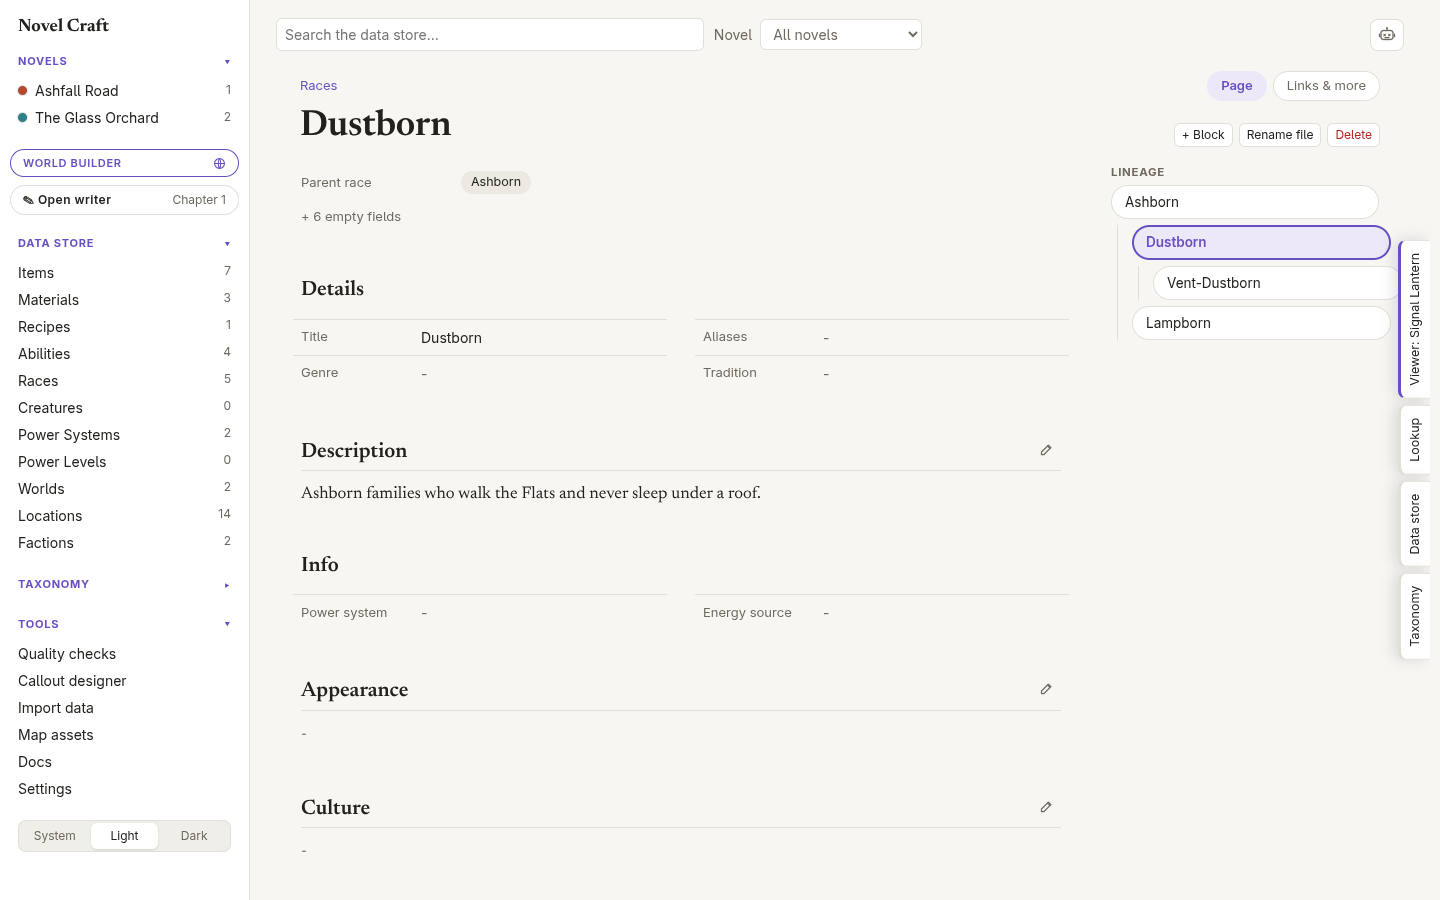 Novel Craft
NOVELS
Ashfall Road 1
The Glass Orchard 2
WORLD BUILDER
Open writer Chapter 1
DATA STORE
Items 7
Materials 3
Recipes 1
Abilities 4
Races 5
Creatures 0
Power Systems 2
Power Levels 0
Worlds 2
Locations 14
Factions 2
TAXONOMY
TOOLS
Quality checks
Callout designer
Import data
Map assets
Docs
Settings
System Light Dark
Search the data store... Novel All novels
Races
Dustborn
Page Links & more
+ Block Rename file Delete
Parent race Ashborn
+ 6 empty fields
Details
Title Dustborn Aliases -
Genre - Tradition -
Description
Ashborn families who walk the Flats and never sleep under a roof.
Info
Power system - Energy source -
Appearance
-
Culture
-
LINEAGE
Ashborn
Dustborn
Vent-Dustborn
Lampborn
Viewer: Signal Lantern
Lookup
Data store
Taxonomy